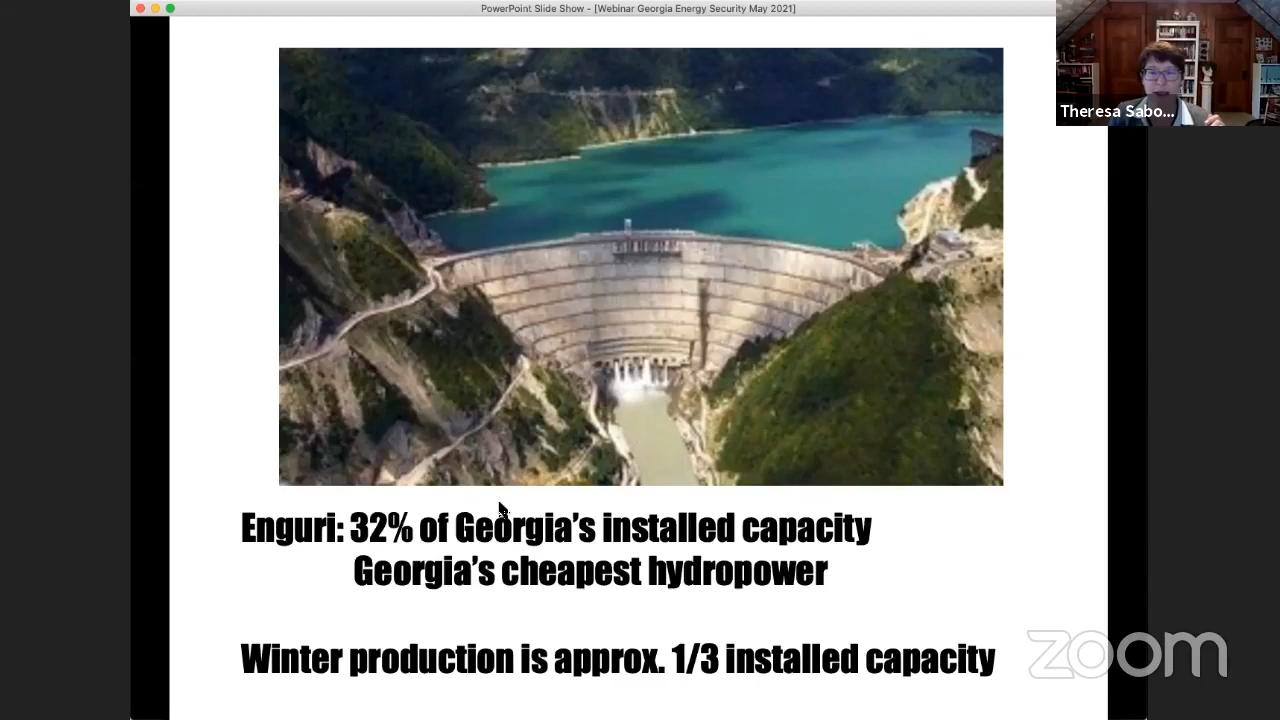 PowerPoint Slide Show - [Webinar Georgia Energy Security May 2021]
Theresa Sabo...
Enguri: 32% of Georgia's installed capacity
Georgia's cheapest hydropower
Winter production is approx. 1/3 installed capacity
zoom